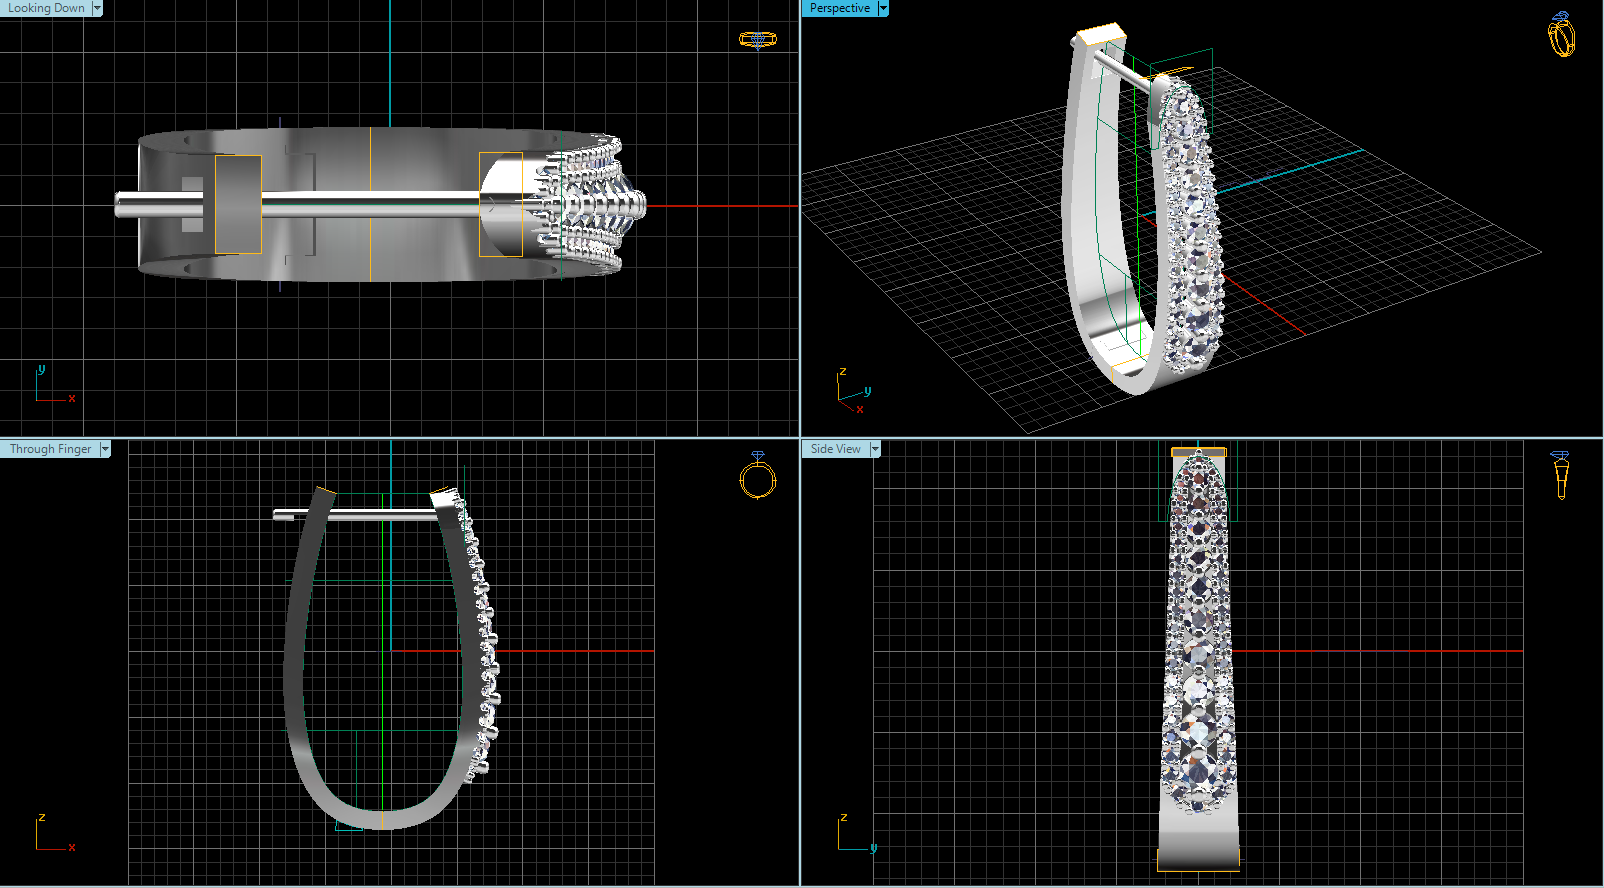 Looking Down
Perspective
y
x
z
y
x
Through Finger
Side View
z
x
z
y